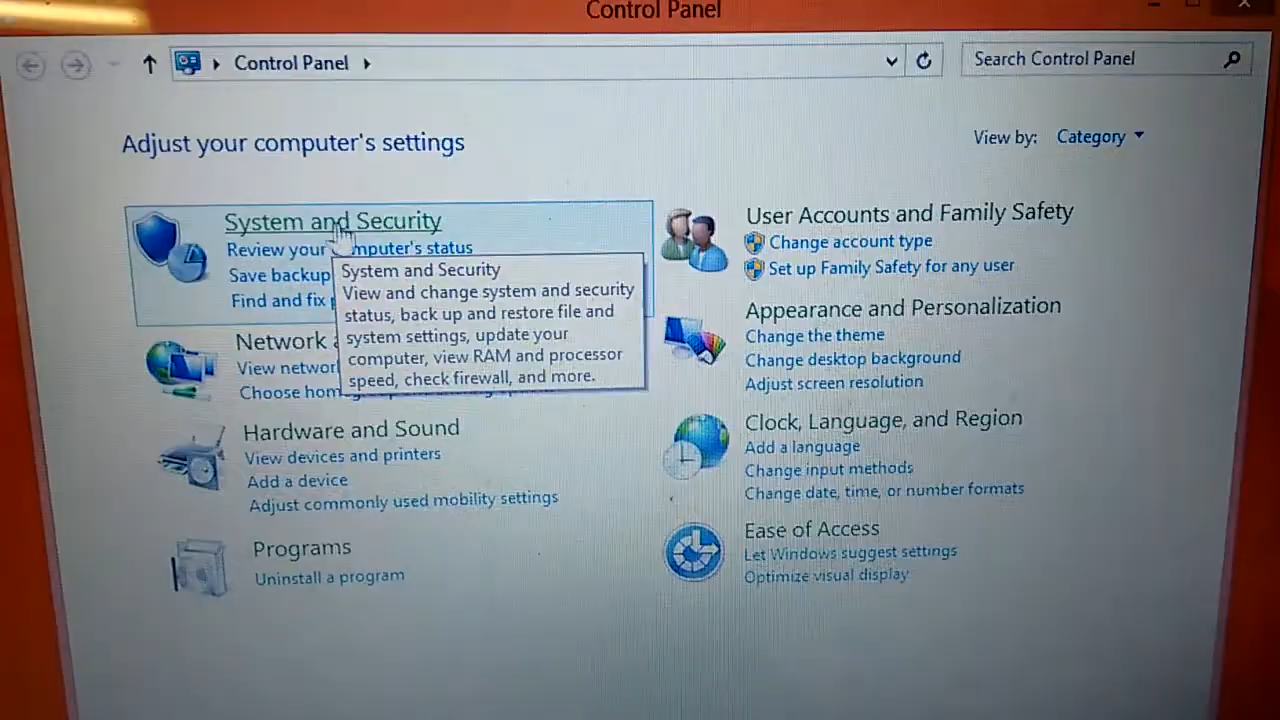 Control Panel
Control Panel
Search Control Panel
Adjust your computer's settings
View by: Category
System and Security
Review your computer's status
Save backup
Find and fix
System and Security
View and change system and security
status, back up and restore file and
system settings, update your
computer, view RAM and processor
speed, check firewall, and more.
Network
View networ
Choose hom
Hardware and Sound
View devices and printers
Add a device
Adjust commonly used mobility settings
Programs
Uninstall a program
User Accounts and Family Safety
Change account type
Set up Family Safety for any user
Appearance and Personalization
Change the theme
Change desktop background
Adjust screen resolution
Clock, Language, and Region
Add a language
Change input methods
Change date, time, or number formats
Ease of Access
Let Windows suggest settings
Optimize visual display